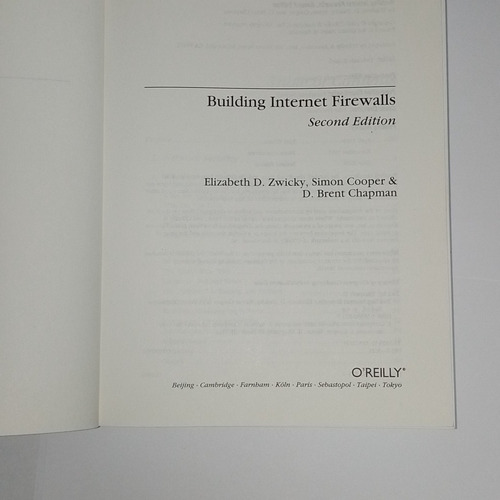 Building Internet Firewalls
Second Edition
Elizabeth D. Zwicky, Simon Cooper &
D. Brent Chapman
O'REILLY®
Beijing · Cambridge · Farnham · Köln · Paris · Sebastopol · Taipei · Tokyo